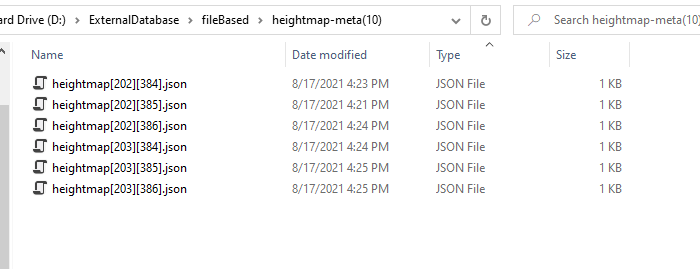 ard Drive (D:) > ExternalDatabase > fileBased > heightmap-meta(10) Search heightmap-meta(10)
Name Date modified Type Size
heightmap[202][384].json 8/17/2021 4:23 PM JSON File 1 KB
heightmap[202][385].json 8/17/2021 4:21 PM JSON File 1 KB
heightmap[202][386].json 8/17/2021 4:24 PM JSON File 1 KB
heightmap[203][384].json 8/17/2021 4:24 PM JSON File 1 KB
heightmap[203][385].json 8/17/2021 4:25 PM JSON File 1 KB
heightmap[203][386].json 8/17/2021 4:25 PM JSON File 1 KB